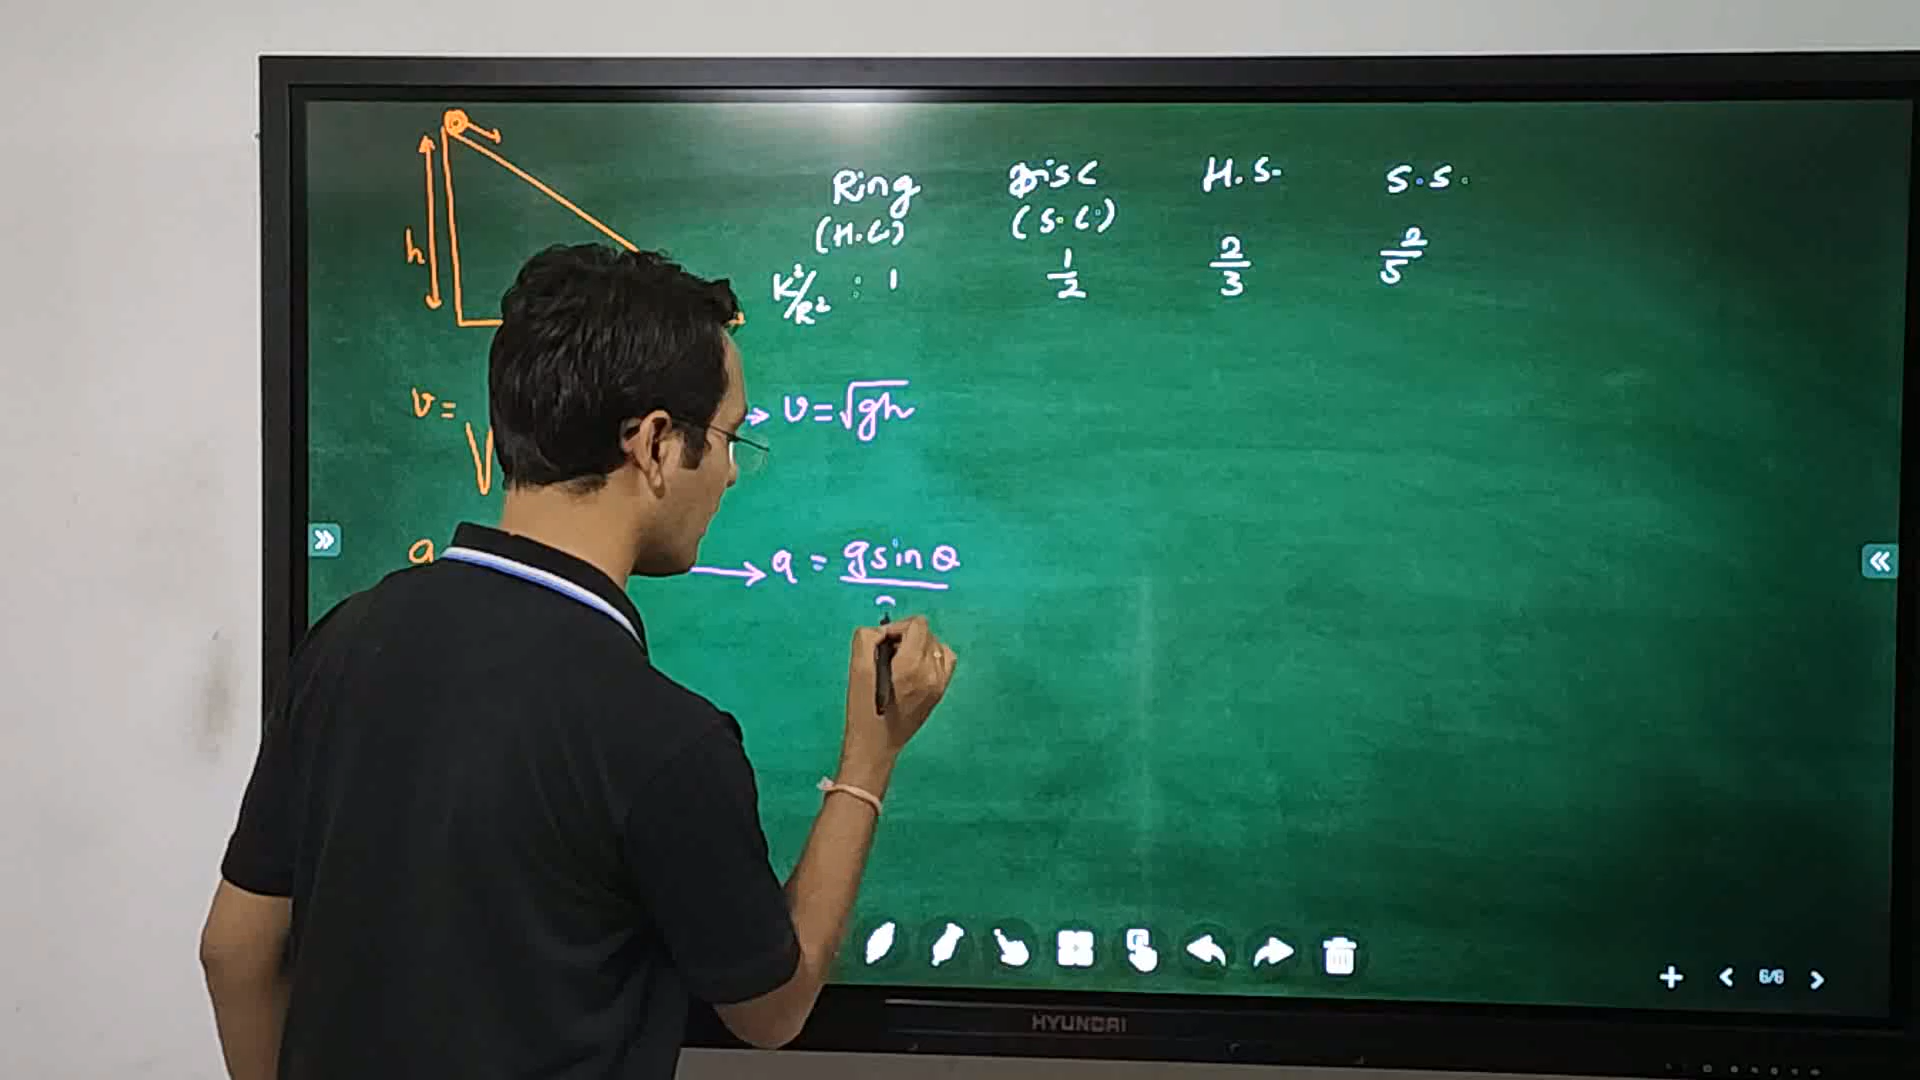 Ring Disc H.S. S.S.
(H.C) (S.C)
K²/R² : 1 1/2 2/3 2/5
h
v = → v = √gh
a → a = g sin θ
6/6
HYUNDAI